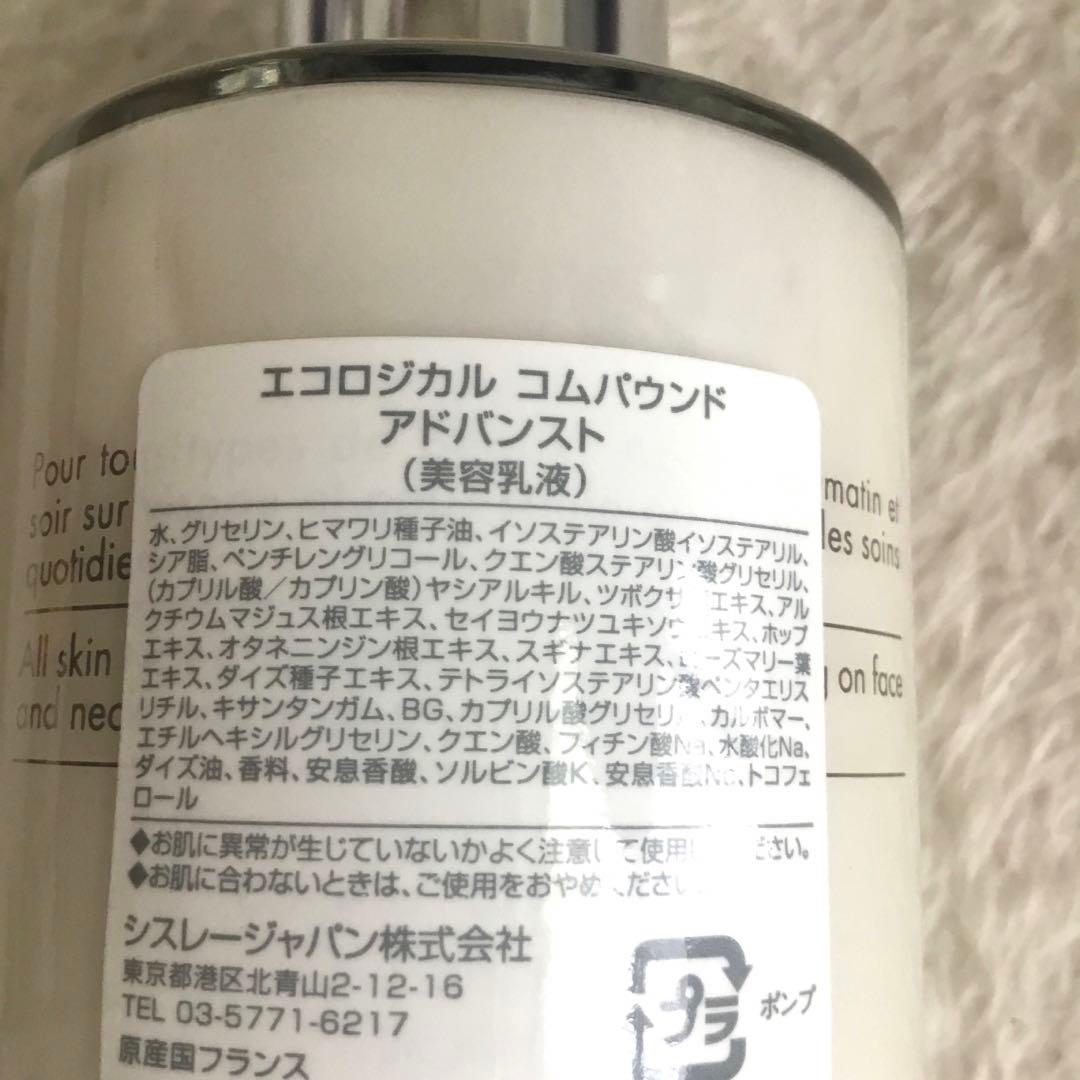 エコロジカル コムパウンド
アドバンスト
（美容乳液）
水、グリセリン、ヒマワリ種子油、イソステアリン酸イソステアリル、
シア脂、ペンチレングリコール、クエン酸ステアリン酸グリセリル、
(カプリル酸／カプリン酸)ヤシアルキル、ツボクサ エキス、アル
クチウムマジュス根エキス、セイヨウナツユキソウエキス、ホップ
エキス、オタネニンジン根エキス、スギナエキス、ローズマリー葉
エキス、ダイズ種子エキス、テトライソステアリン酸ペンタエリス
リチル、キサンタンガム、BG、カプリル酸グリセリル、カルボマー、
エチルヘキシルグリセリン、クエン酸、フィチン酸Na、水酸化Na、
ダイズ油、香料、安息香酸、ソルビン酸K、安息香酸Na、トコフェ
ロール
◆お肌に異常が生じていないかよく注意して使用 ださい。
◆お肌に合わないときは、ご使用をおやめください
シスレージャパン株式会社
東京都港区北青山2-12-16
TEL 03-5771-6217
原産国フランス
プラ
ポンプ
Pour
soir sur
All skin
and
matin et
les soins
on face